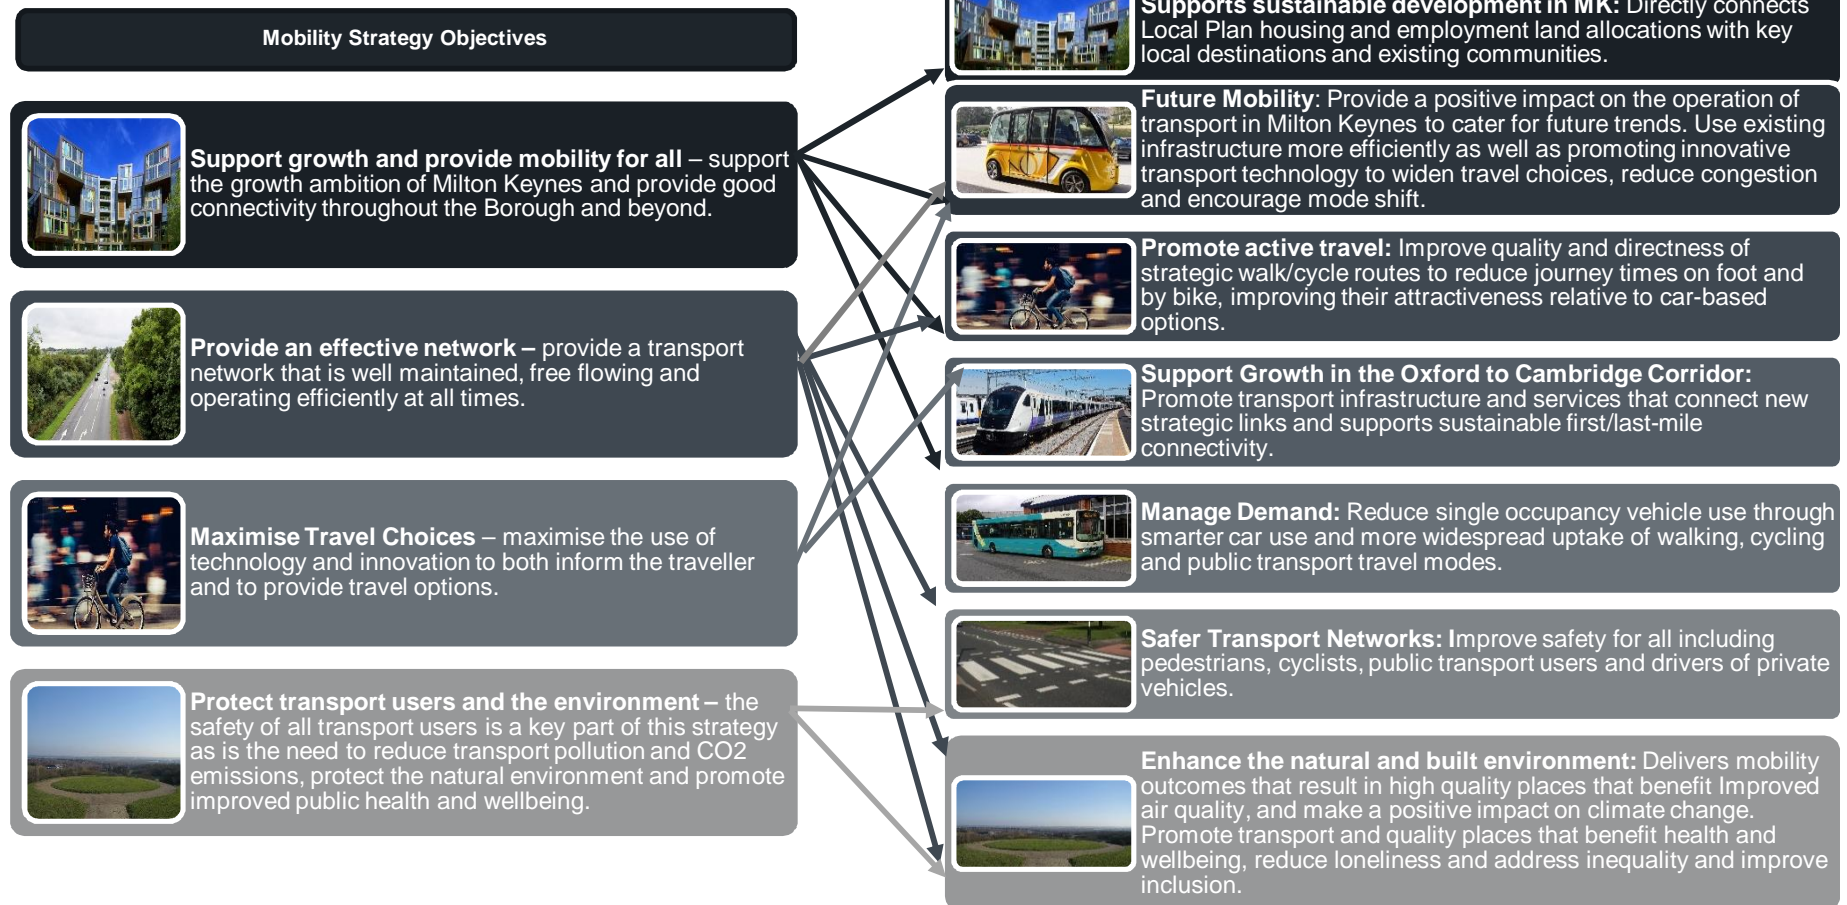 Mobility Strategy Objectives
Support growth and provide mobility for all – support
the growth ambition of Milton Keynes and provide good
connectivity throughout the Borough and beyond.
Provide an effective network – provide a transport
network that is well maintained, free flowing and
operating efficiently at all times.
Maximise Travel Choices – maximise the use of
technology and innovation to both inform the traveller
and to provide travel options.
Protect transport users and the environment – the
safety of all transport users is a key part of this strategy
as is the need to reduce transport pollution and CO2
emissions, protect the natural environment and promote
improved public health and wellbeing.
Supports sustainable development in MK: Directly connects
Local Plan housing and employment land allocations with key
local destinations and existing communities.
Future Mobility: Provide a positive impact on the operation of
transport in Milton Keynes to cater for future trends. Use existing
infrastructure more efficiently as well as promoting innovative
transport technology to widen travel choices, reduce congestion
and encourage mode shift.
Promote active travel: Improve quality and directness of
strategic walk/cycle routes to reduce journey times on foot and
by bike, improving their attractiveness relative to car-based
options.
Support Growth in the Oxford to Cambridge Corridor:
Promote transport infrastructure and services that connect new
strategic links and supports sustainable first/last-mile
connectivity.
Manage Demand: Reduce single occupancy vehicle use through
smarter car use and more widespread uptake of walking, cycling
and public transport travel modes.
Safer Transport Networks: Improve safety for all including
pedestrians, cyclists, public transport users and drivers of private
vehicles.
Enhance the natural and built environment: Delivers mobility
outcomes that result in high quality places that benefit Improved
air quality, and make a positive impact on climate change.
Promote transport and quality places that benefit health and
wellbeing, reduce loneliness and address inequality and improve
inclusion.